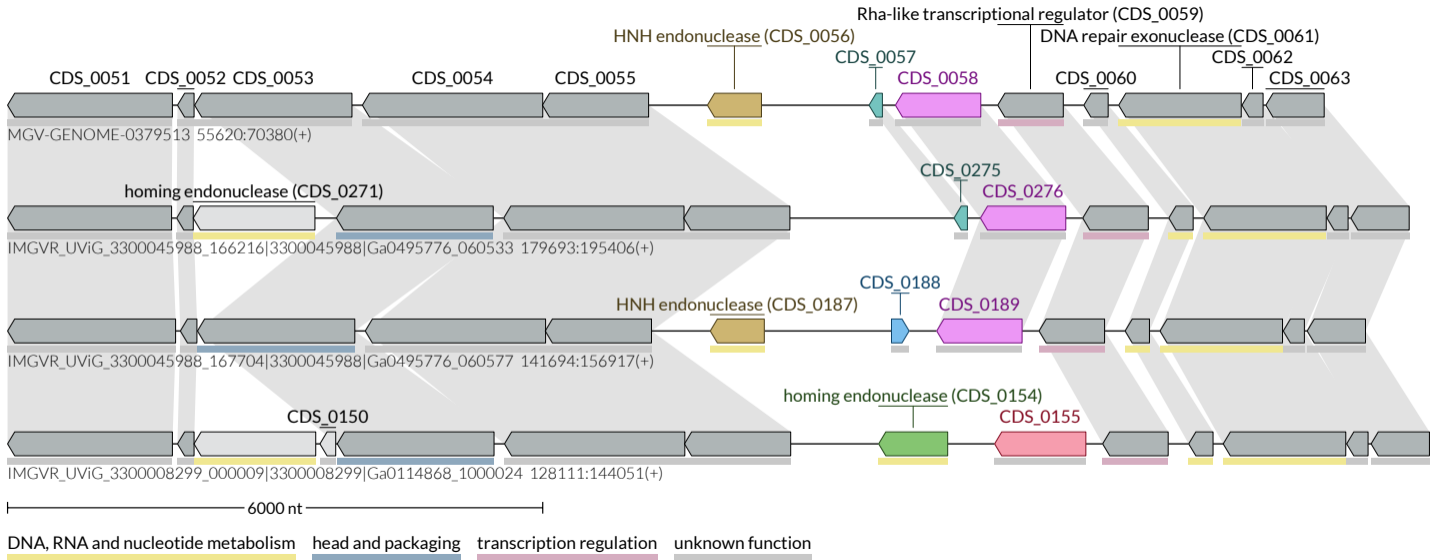 Rha-like transcriptional regulator (CDS_0059)
HNH endonuclease (CDS_0056)
DNA repair exonuclease (CDS_0061)
CDS_0057
CDS_0062
CDS_0051
CDS_0052
CDS_0053
CDS_0054
CDS_0055
CDS_0058
CDS_0060
CDS_0063
MGV-GENOME-0379513 55620:70380(+)
CDS_0275
homing endonuclease (CDS_0271)
CDS_0276
IMGVR_UViG_3300045988_166216|3300045988|Ga0495776_060533 179693:195406(+)
CDS_0188
HNH endonuclease (CDS_0187)
CDS_0189
IMGVR_UViG_3300045988_167704|3300045988|Ga0495776_060577 141694:156917(+)
homing endonuclease (CDS_0154)
CDS_0150
CDS_0155
IMGVR_UViG_3300008299_000009|3300008299|Ga0114868_1000024 128111:144051(+)
6000 nt
DNA, RNA and nucleotide metabolism
head and packaging
transcription regulation
unknown function